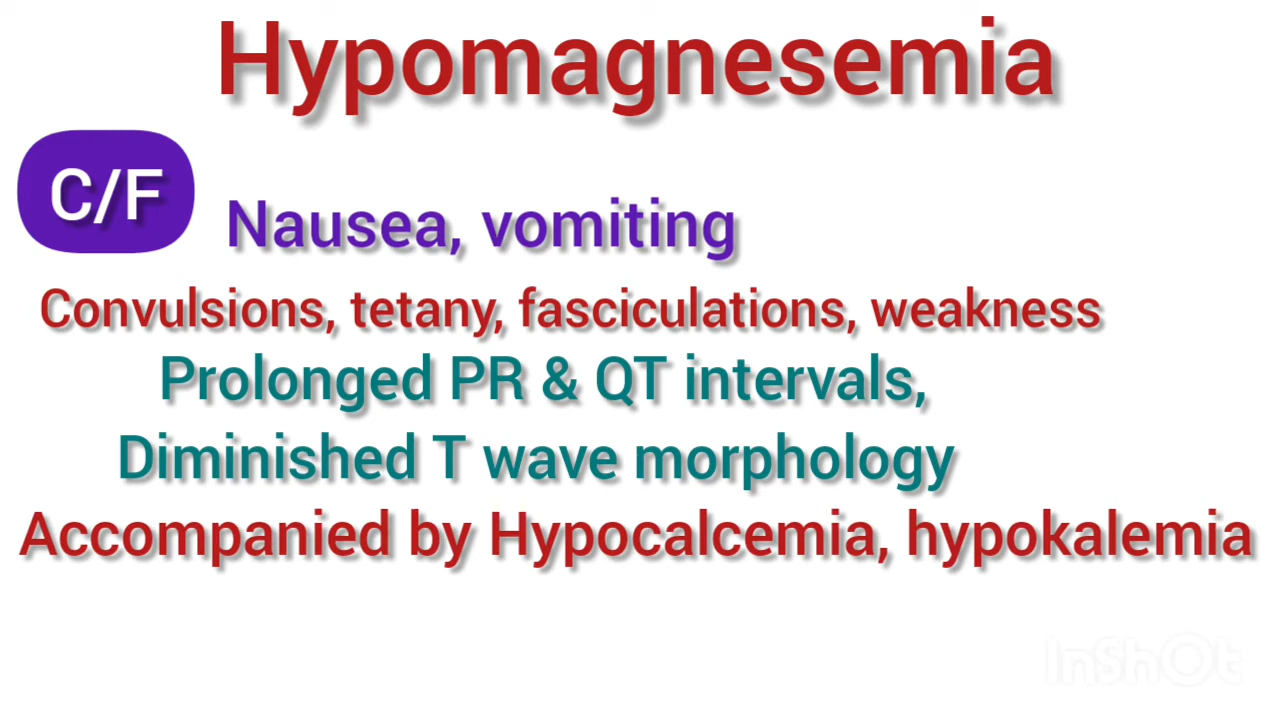 Hypomagnesemia
C/F
Nausea, vomiting
Convulsions, tetany, fasciculations, weakness
Prolonged PR & QT intervals,
Diminished T wave morphology
Accompanied by Hypocalcemia, hypokalemia
InShOt